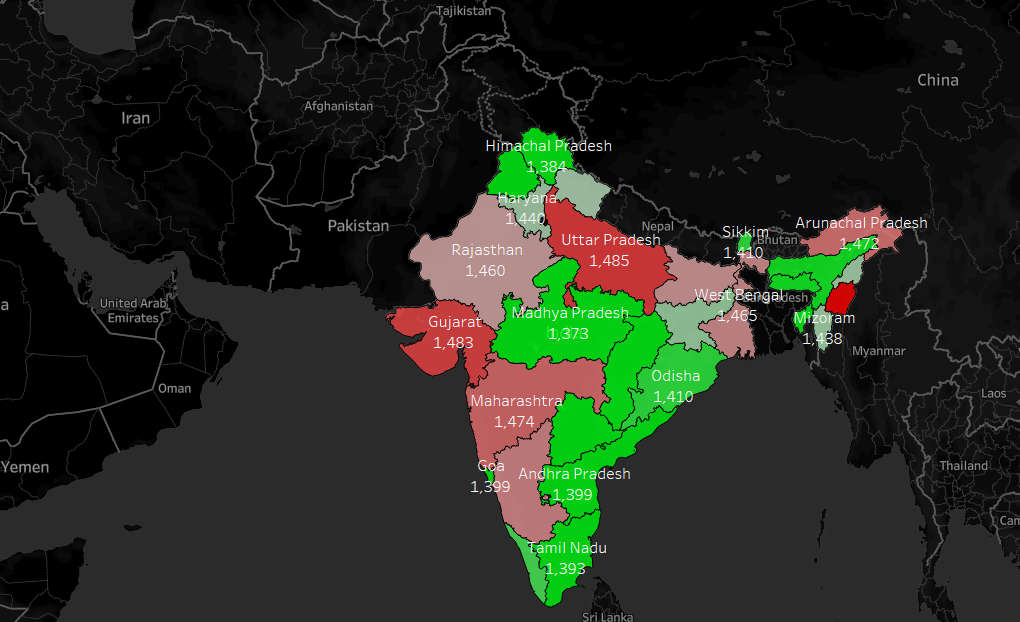 Tajikistan
China
Afghanistan
Iran
Himachal Pradesh
1,384
Haryana
1,440
Pakistan
Nepal
Sikkim
1,410
Bhutan
Arunachal Pradesh
1,472
Rajasthan
1,460
Uttar Pradesh
1,485
United Arab
Emirates
West Bengal
1,465
Bangladesh
Madhya Pradesh
1,373
Gujarat
1,483
Mizoram
1,438
Myanmar
Oman
Odisha
1,410
Laos
Maharashtra
1,474
Yemen
Goa
1,399
Andhra Pradesh
1,399
Thailand
Cam
Tamil Nadu
1,393
Sri Lanka
a